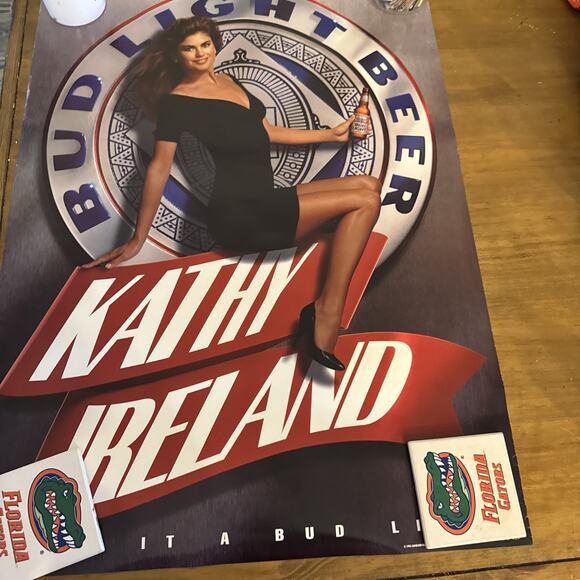 BUD LIGHT BEER
KATHY
IRELAND
IT A BUD LI
FLORIDA
GATORS
FLORIDA
GATORS